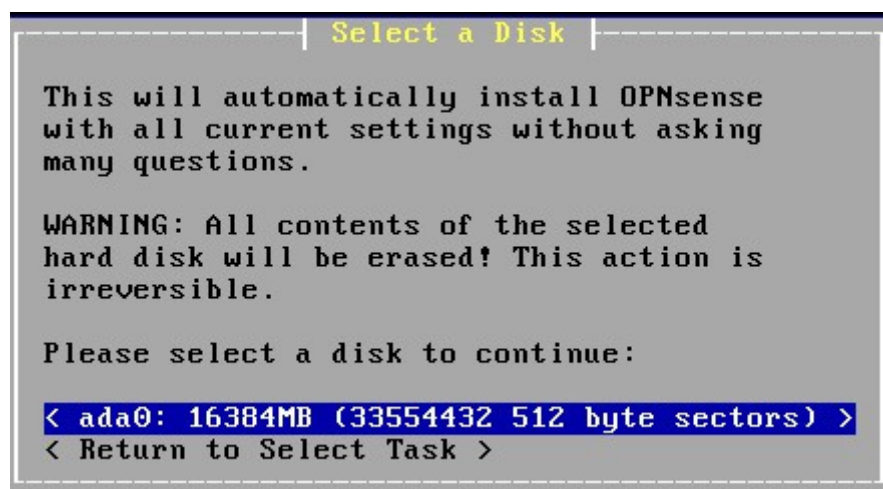 Select a Disk
This will automatically install OPNsense
with all current settings without asking
many questions.
WARNING: All contents of the selected
hard disk will be erased! This action is
irreversible.
Please select a disk to continue:
< ada0: 16384MB (33554432 512 byte sectors) >
< Return to Select Task >